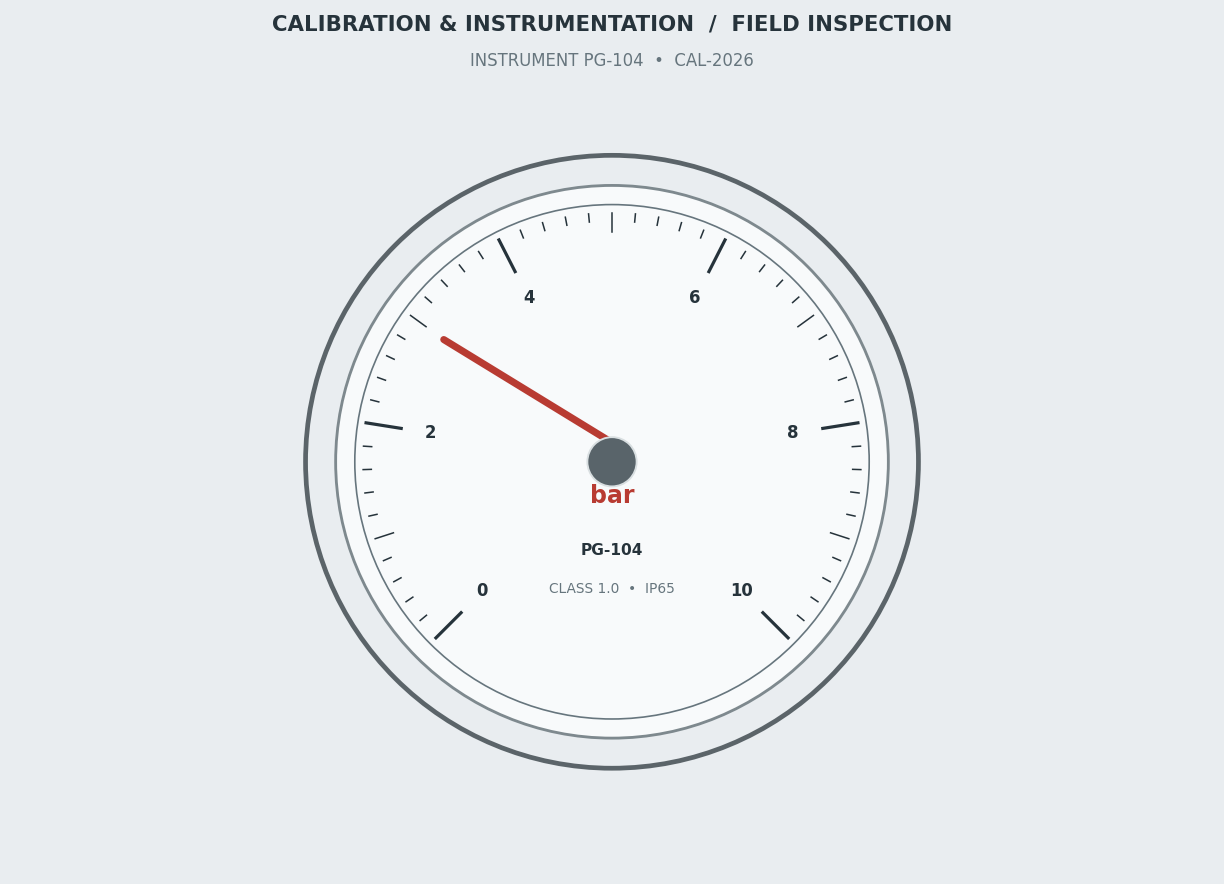 CALIBRATION & INSTRUMENTATION / FIELD INSPECTION
INSTRUMENT PG-104 • CAL-2026
4
6
2
8
bar
PG-104
0
CLASS 1.0 • IP65
10